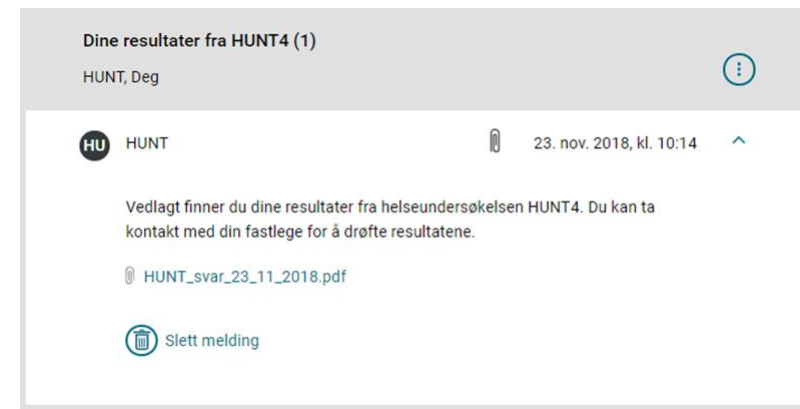 Dine resultater fra HUNT4 (1)
HUNT, Deg
HU HUNT 23. nov. 2018, kl. 10:14
Vedlagt finner du dine resultater fra helseundersøkelsen HUNT4. Du kan ta
kontakt med din fastlege for å drøfte resultatene.
HUNT_svar_23_11_2018.pdf
Slett melding